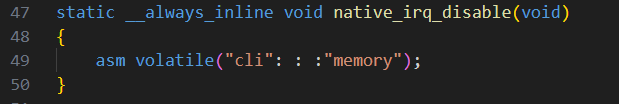 47 static __always_inline void native_irq_disable(void)
48 {
49     asm volatile("cli": : :"memory");
50 }